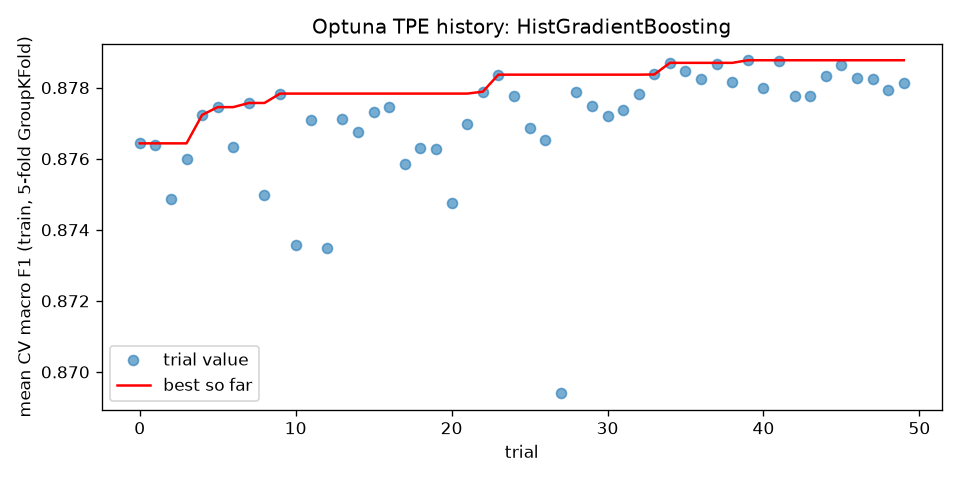 Optuna TPE history: HistGradientBoosting
mean CV macro F1 (train, 5-fold GroupKFold)
0.878
0.876
0.874
0.872
0.870
trial value
best so far
0 10 20 30 40 50
trial